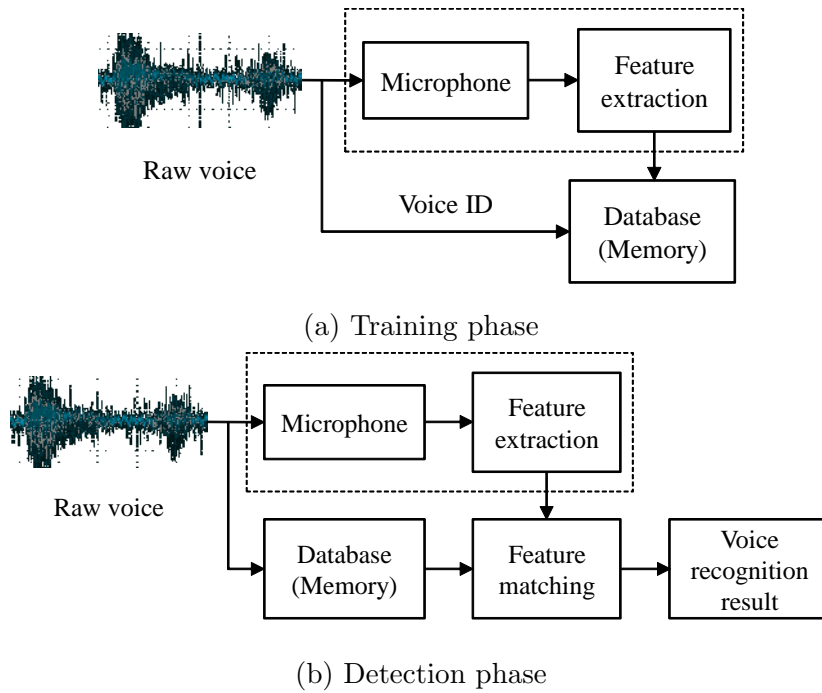 Microphone
Feature
extraction
Raw voice
Voice ID
Database
(Memory)
(a) Training phase
Microphone
Feature
extraction
Raw voice
Database
(Memory)
Feature
matching
Voice
recognition
result
(b) Detection phase